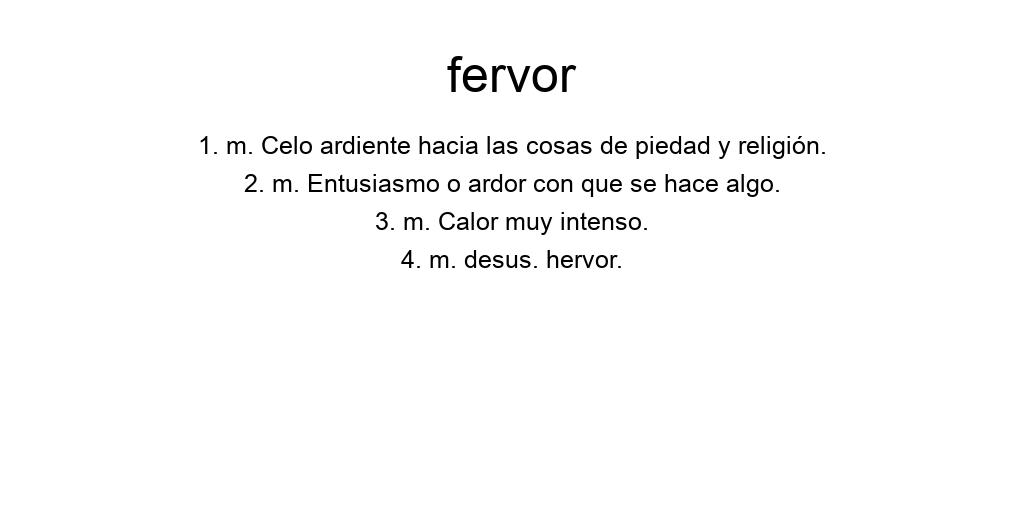 fervor
1. m. Celo ardiente hacia las cosas de piedad y religión.
2. m. Entusiasmo o ardor con que se hace algo.
3. m. Calor muy intenso.
4. m. desus. hervor.